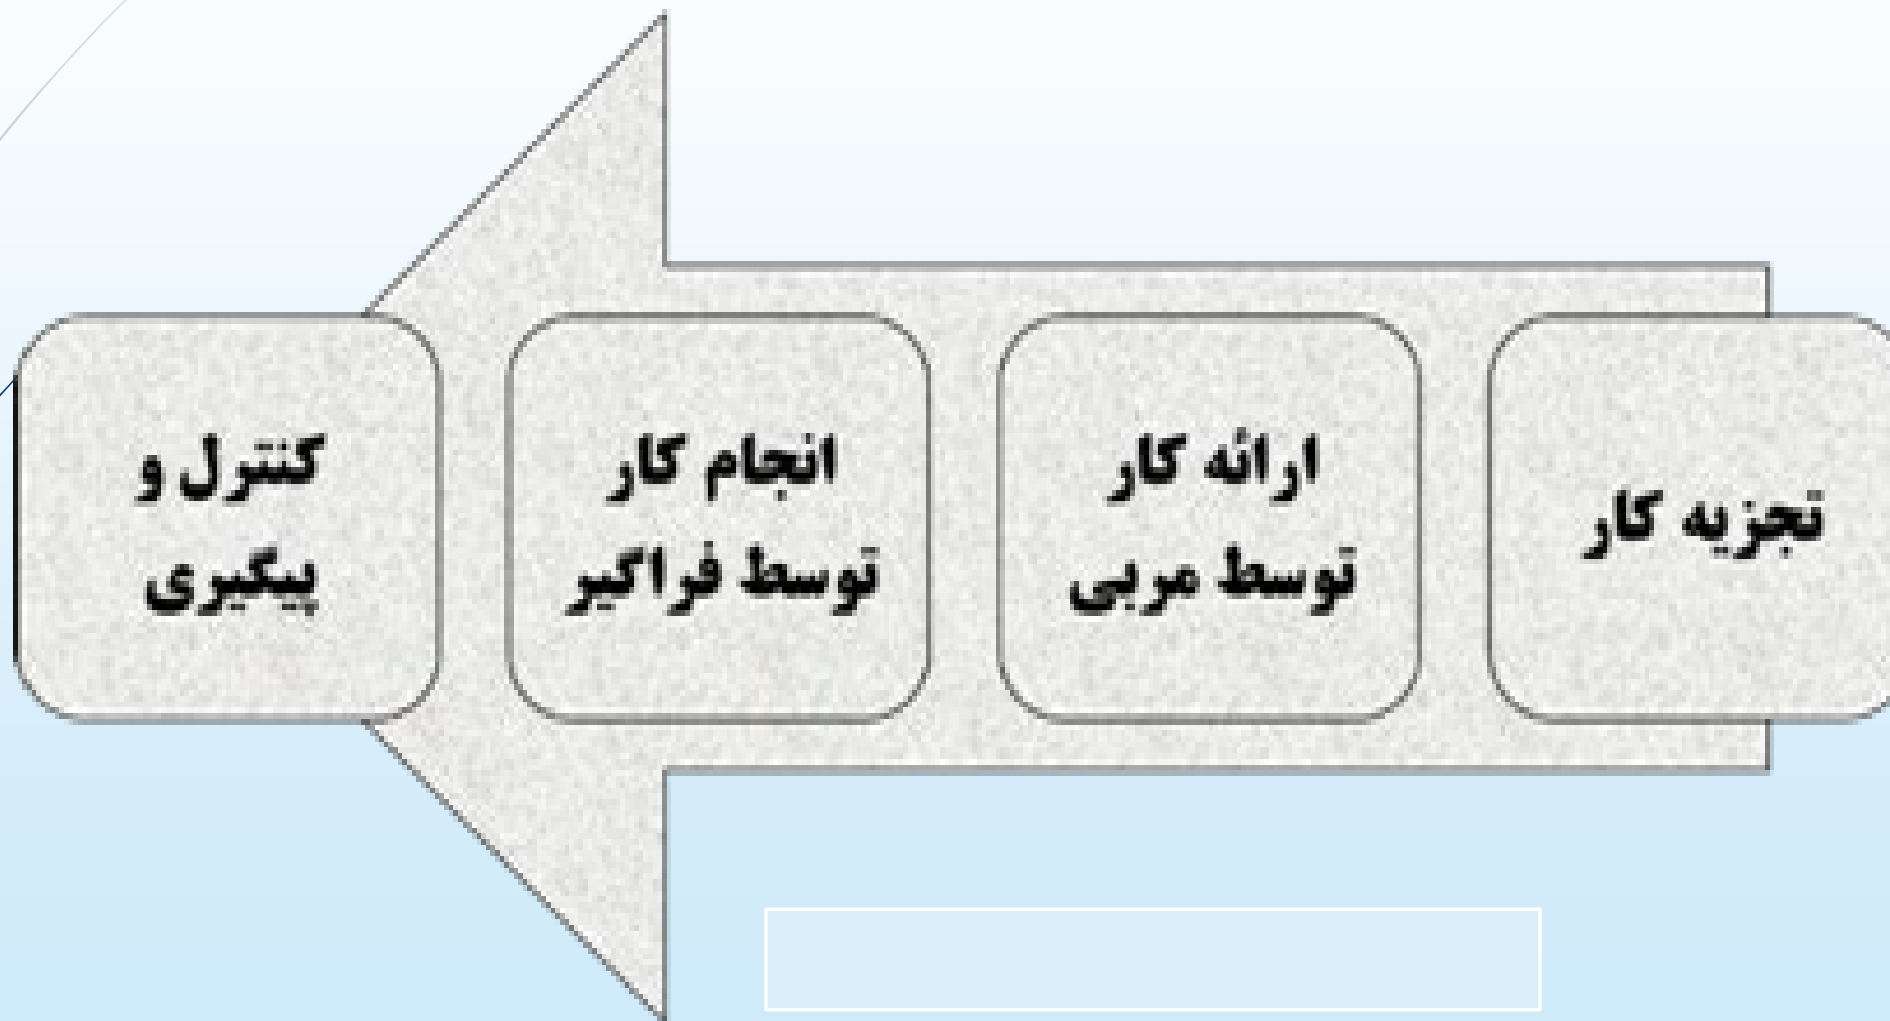 تجزیه کار
ارائه کار
توسط مربی
انجام کار
توسط فراگیر
کنترل و
پیگیری